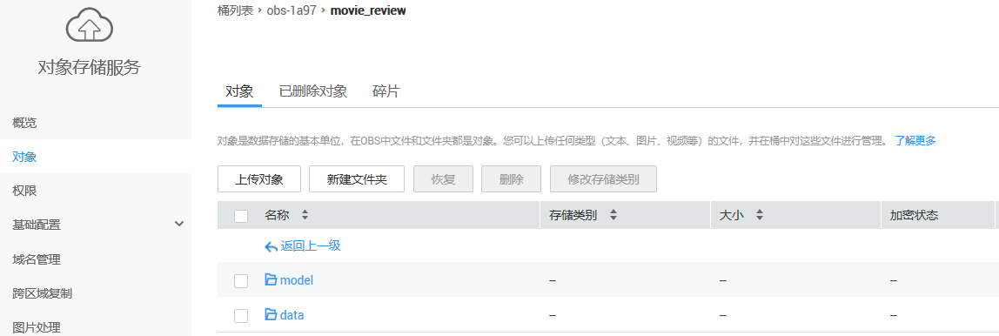 对象存储服务
概览
对象
权限
基础配置
域名管理
跨区域复制
图片处理
桶列表 › obs-1a97 › movie_review
对象 已删除对象 碎片
对象是数据存储的基本单位，在OBS中文件和文件夹都是对象。您可以上传任何类型（文本、图片、视频等）的文件，并在桶中对这些文件进行管理。 了解更多
上传对象 新建文件夹 恢复 删除 修改存储类别
名称 存储类别 大小 加密状态
返回上一级
model -- -- --
data -- -- --